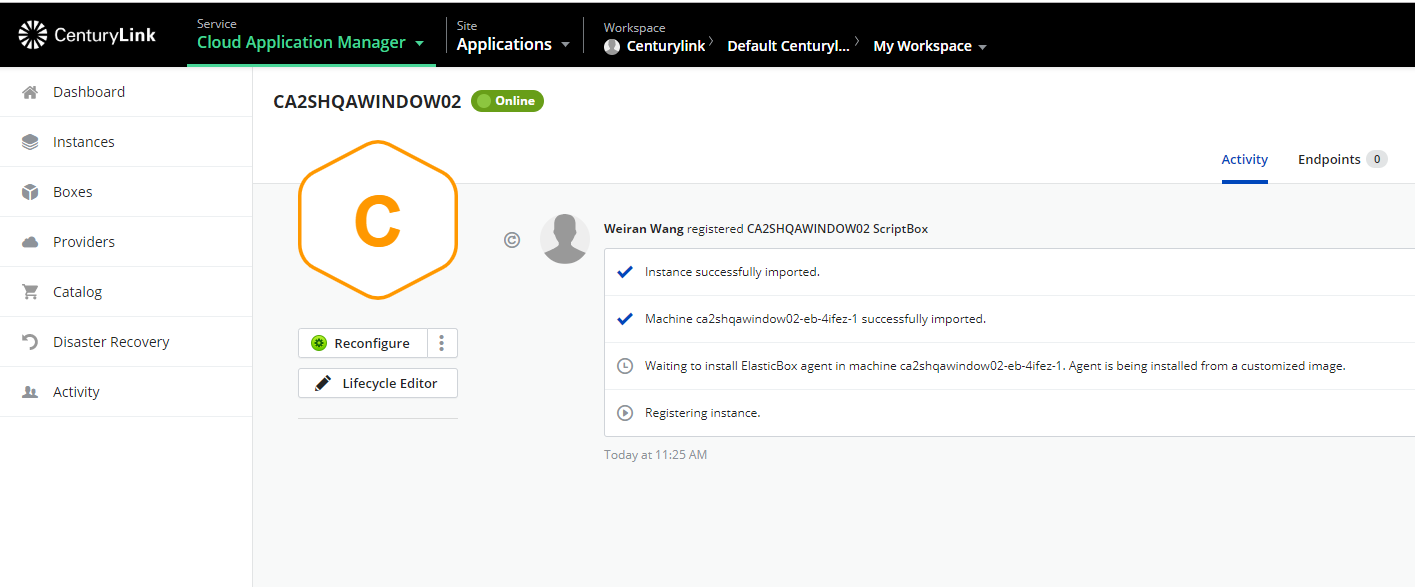 CenturyLink
Service
Cloud Application Manager
Site
Applications
Workspace
Centurylink
Default Centuryl...
My Workspace
Dashboard
Instances
Boxes
Providers
Catalog
Disaster Recovery
Activity
CA2SHQAWINDOW02
Online
Activity
Endpoints 0
C
Reconfigure
Lifecycle Editor
Weiran Wang registered CA2SHQAWINDOW02 ScriptBox
Instance successfully imported.
Machine ca2shqawindow02-eb-4ifez-1 successfully imported.
Waiting to install ElasticBox agent in machine ca2shqawindow02-eb-4ifez-1. Agent is being installed from a customized image.
Registering instance.
Today at 11:25 AM